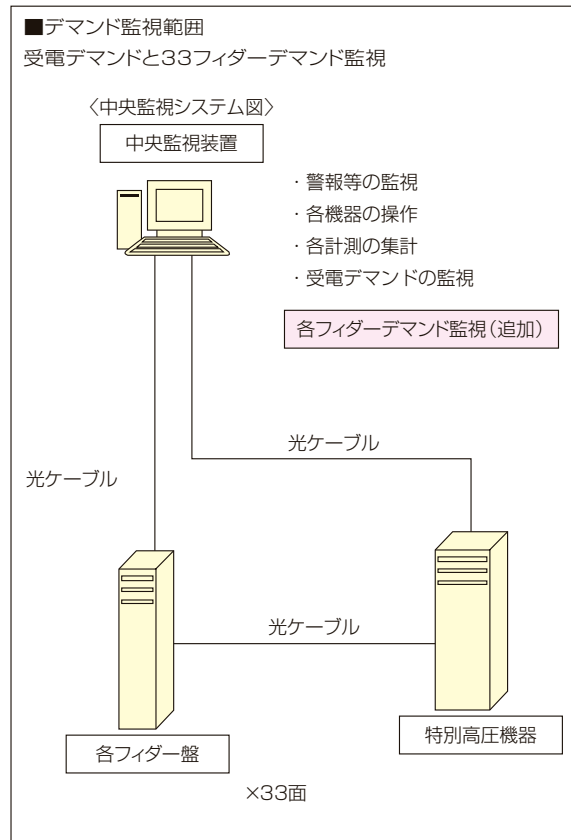 ■デマンド監視範囲
受電デマンドと33フィダーデマンド監視
〈中央監視システム図〉
中央監視装置
・警報等の監視
・各機器の操作
・各計測の集計
・受電デマンドの監視
各フィダーデマンド監視（追加）
光ケーブル
光ケーブル
光ケーブル
特別高圧機器
各フィダー盤
×33面